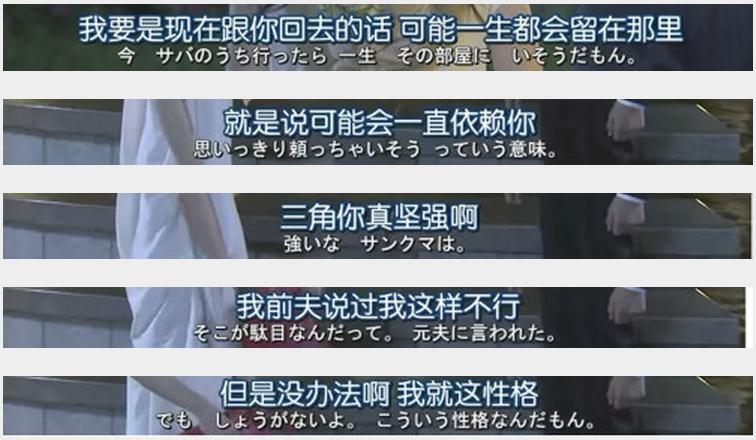 我要是现在跟你回去的话 可能一生都会留在那里
今 サバのうち行ったら 一生 その部屋に いそうだもん。
就是说可能会一直依赖你
思いっきり頼っちゃいそう っていう意味。
三角你真坚强啊
強いな サンクマは。
我前夫说过我这样不行
そこが駄目なんだって。 元夫に言われた。
但是没办法啊 我就这性格
でも しょうがないよ。 こういう性格なんだもん。